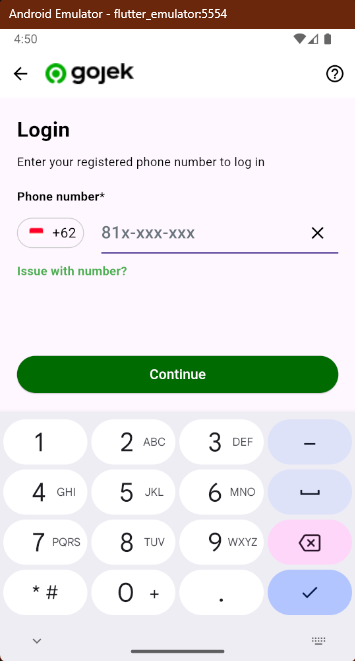 Android Emulator - flutter_emulator:5554
4:50
gojek
Login
Enter your registered phone number to log in
Phone number*
+62 81x-xxx-xxx
Issue with number?
Continue
1 2 ABC 3 DEF –
4 GHI 5 JKL 6 MNO
7 PQRS 8 TUV 9 WXYZ
* # 0 + .